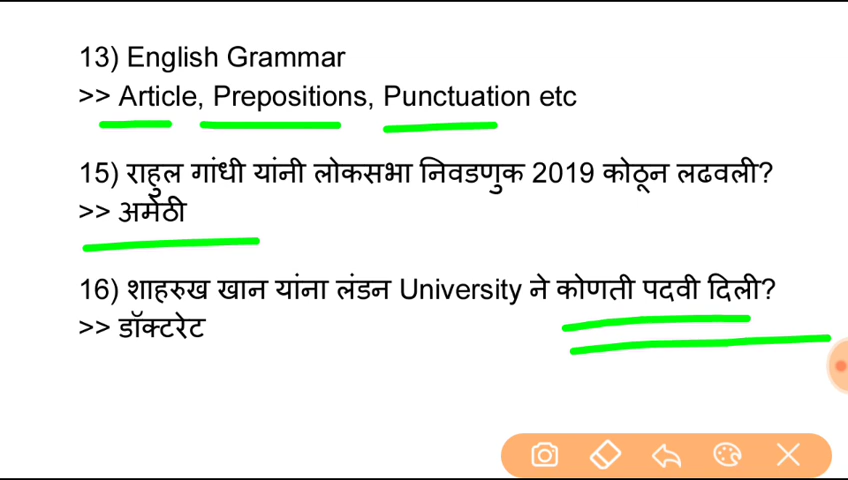 13) English Grammar
>> Article, Prepositions, Punctuation etc
15) राहुल गांधी यांनी लोकसभा निवडणुक 2019 कोठून लढवली?
>> अमेठी
16) शाहरुख खान यांना लंडन University ने कोणती पदवी दिली?
>> डॉक्टरेट